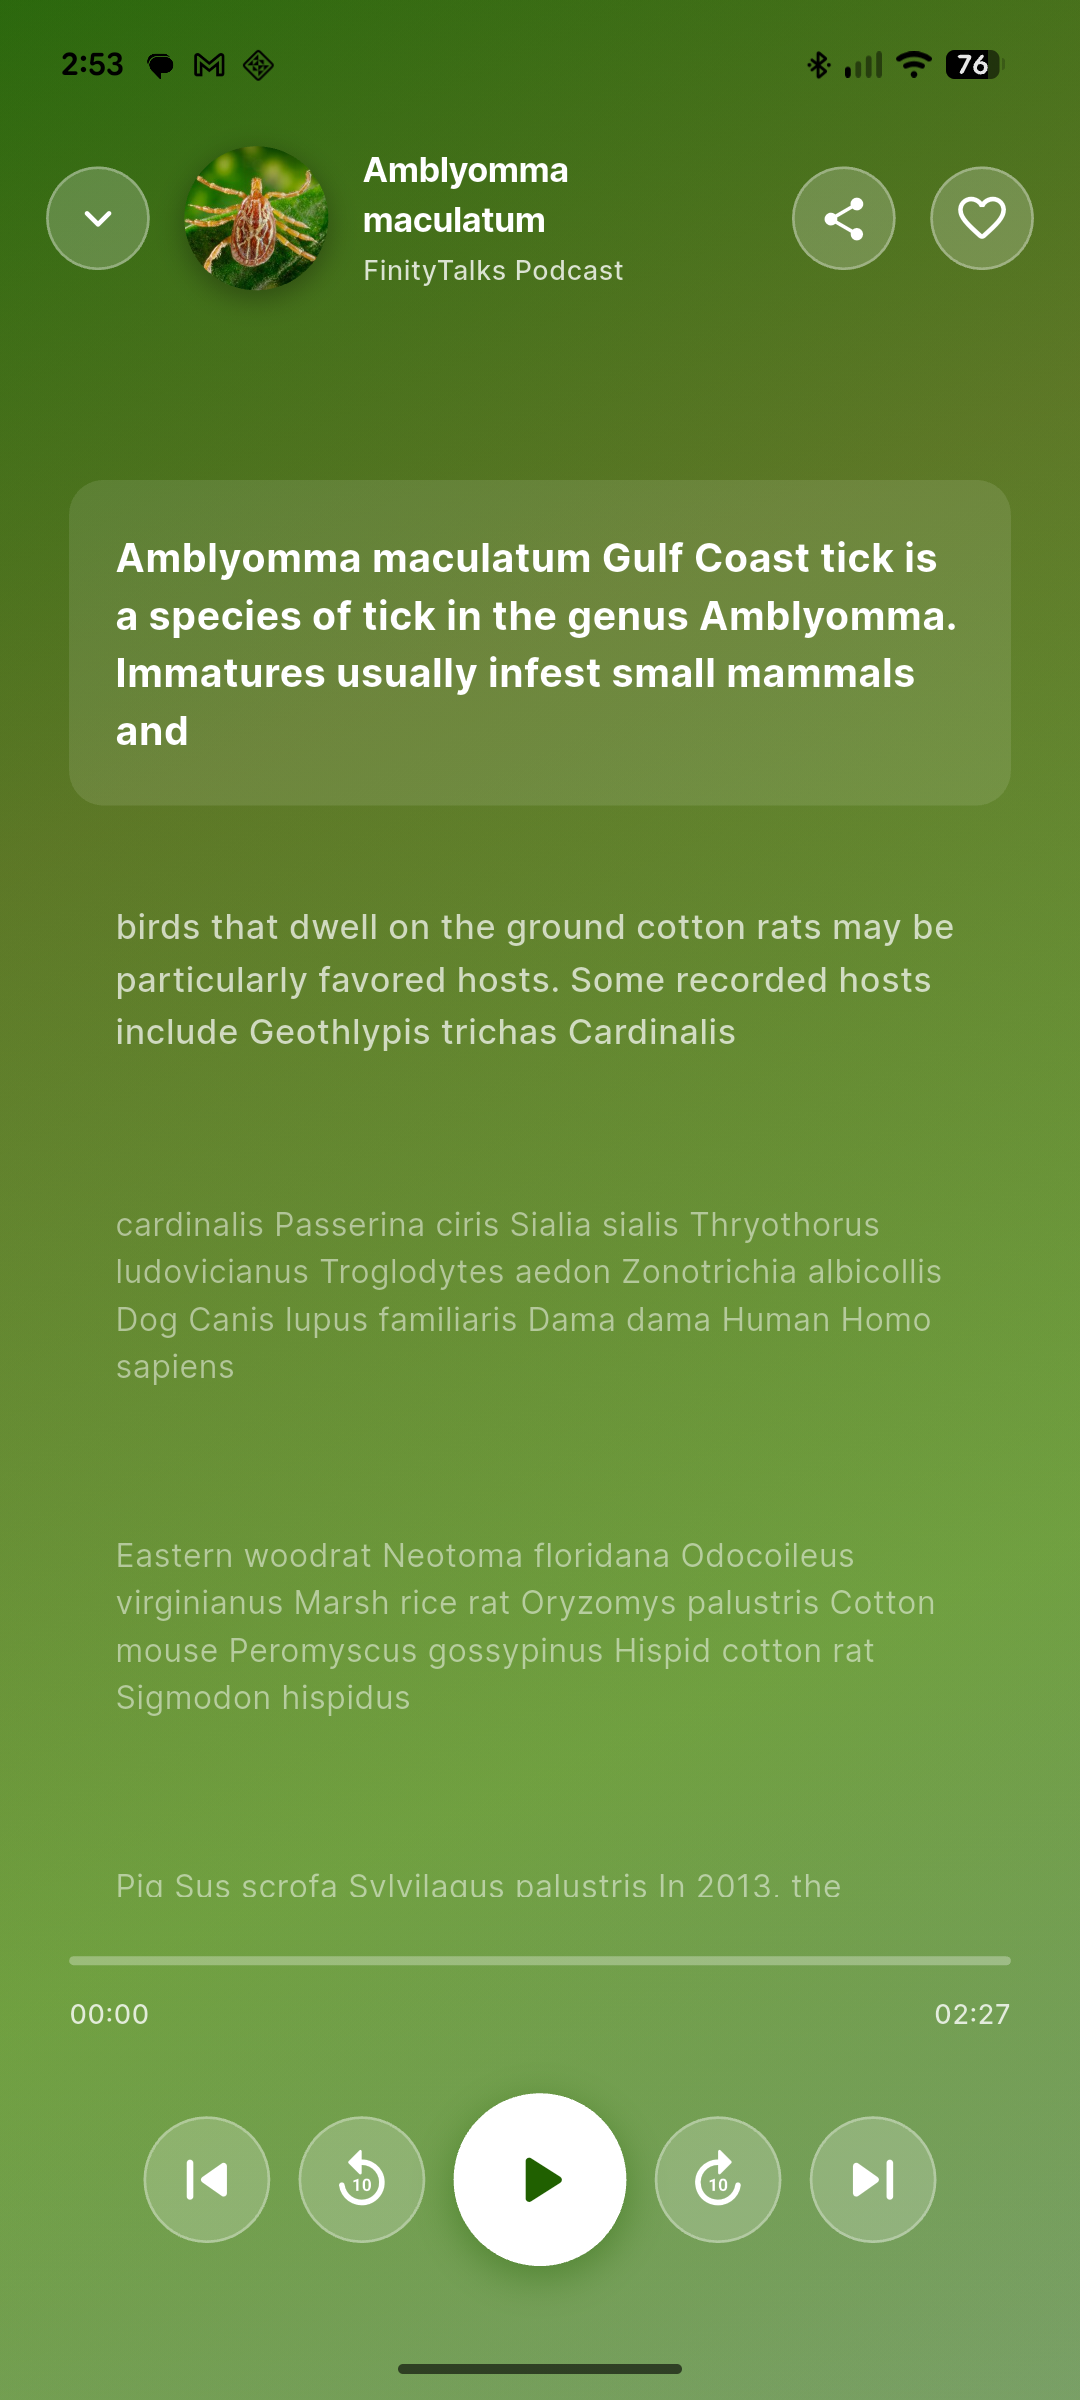 2:53
76
Amblyomma
maculatum
FinityTalks Podcast
Amblyomma maculatum Gulf Coast tick is
a species of tick in the genus Amblyomma.
Immatures usually infest small mammals
and
birds that dwell on the ground cotton rats may be
particularly favored hosts. Some recorded hosts
include Geothlypis trichas Cardinalis
cardinalis Passerina ciris Sialia sialis Thryothorus
ludovicianus Troglodytes aedon Zonotrichia albicollis
Dog Canis lupus familiaris Dama dama Human Homo
sapiens
Eastern woodrat Neotoma floridana Odocoileus
virginianus Marsh rice rat Oryzomys palustris Cotton
mouse Peromyscus gossypinus Hispid cotton rat
Sigmodon hispidus
Pig Sus scrofa Sylvilagus palustris In 2013, the
00:00
02:27
10
10